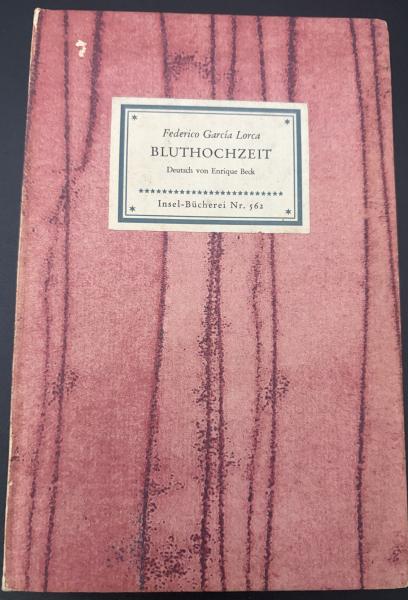 Federico García Lorca
BLUTHOCHZEIT
Deutsch von Enrique Beck
Insel-Bücherei Nr. 562